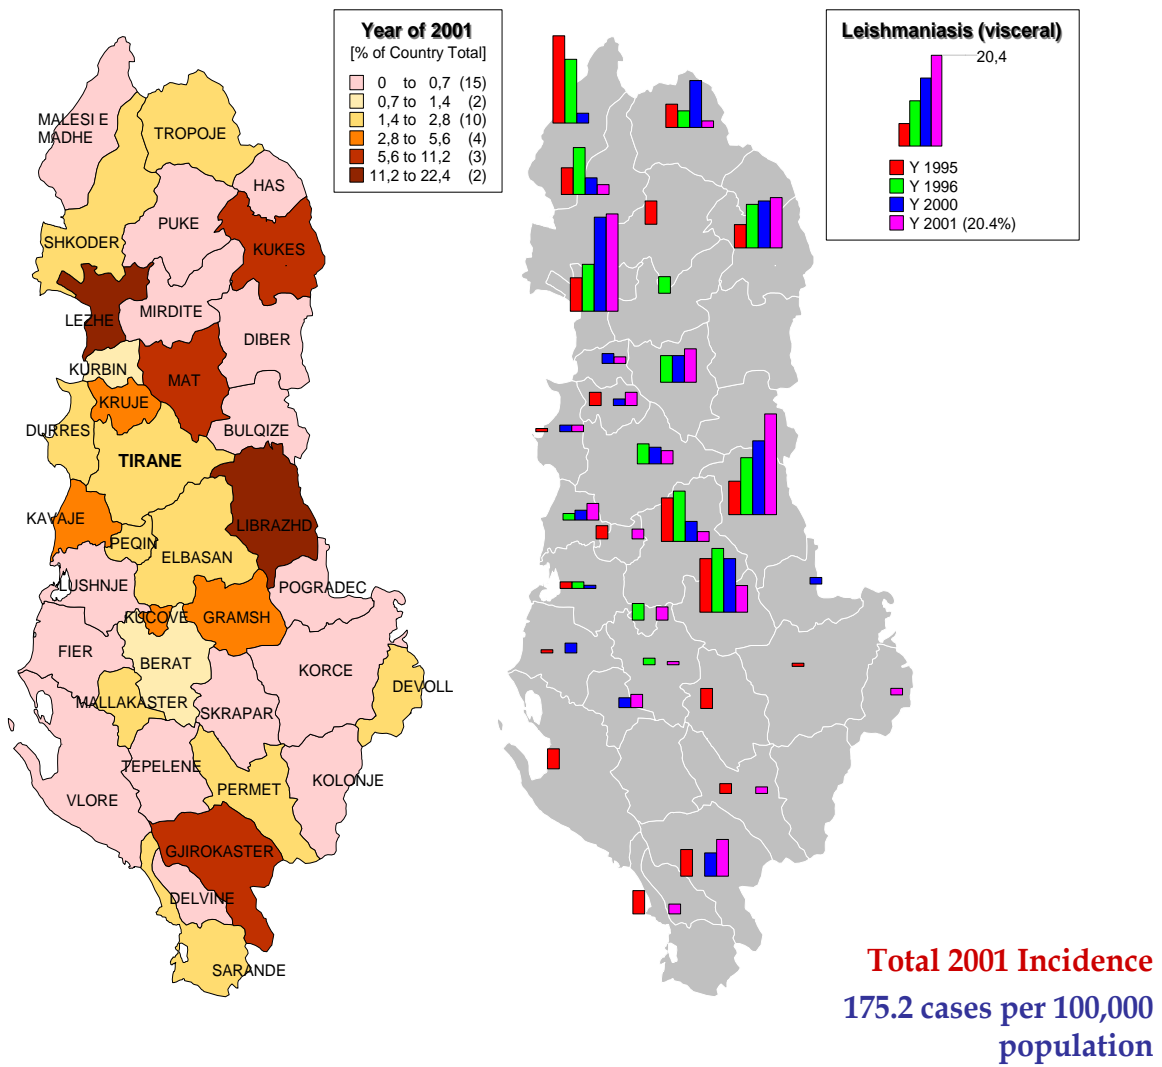 Year of 2001
[% of Country Total]
0 to 0,7 (15)
0,7 to 1,4 (2)
1,4 to 2,8 (10)
2,8 to 5,6 (4)
5,6 to 11,2 (3)
11,2 to 22,4 (2)
MALESI E
MADHE
TROPOJE
HAS
PUKE
SHKODER
KUKES
MIRDITE
LEZHE
DIBER
KURBIN
MAT
KRUJE
DURRES
BULQIZE
TIRANE
KAVAJE
LIBRAZHD
PEQIN
ELBASAN
LUSHNJE
POGRADEC
KUCOVE
GRAMSH
FIER
BERAT
KORCE
DEVOLL
MALLAKASTER
SKRAPAR
TEPELENE
KOLONJE
PERMET
VLORE
GJIROKASTER
DELVINE
SARANDE
Leishmaniasis (visceral)
20,4
Y 1995
Y 1996
Y 2000
Y 2001 (20.4%)
Total 2001 Incidence
175.2 cases per 100,000
population